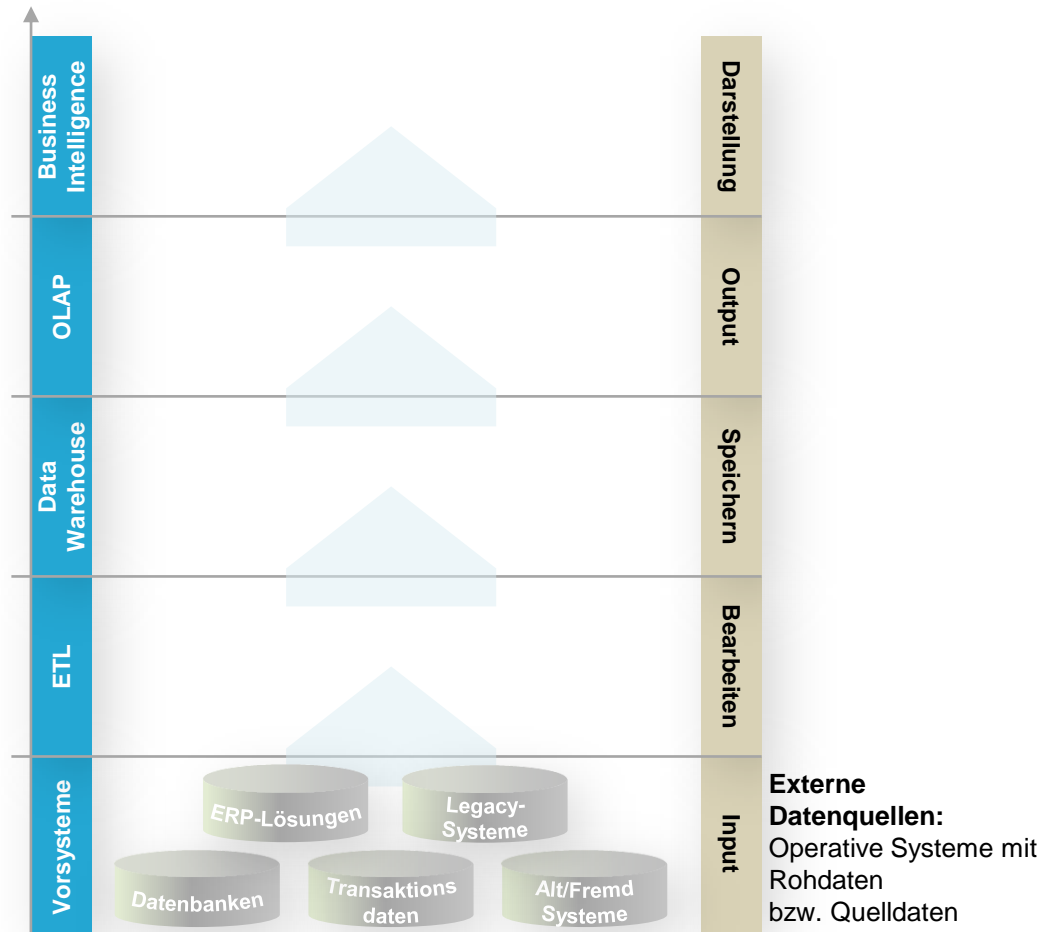 Business
Intelligence
Darstellung
OLAP
Output
Data
Warehouse
Speichern
ETL
Bearbeiten
Vorsysteme
ERP-Lösungen
Legacy-
Systeme
Datenbanken
Transaktions
daten
Alt/Fremd
Systeme
Input
Externe
Datenquellen:
Operative Systeme mit
Rohdaten
bzw. Quelldaten